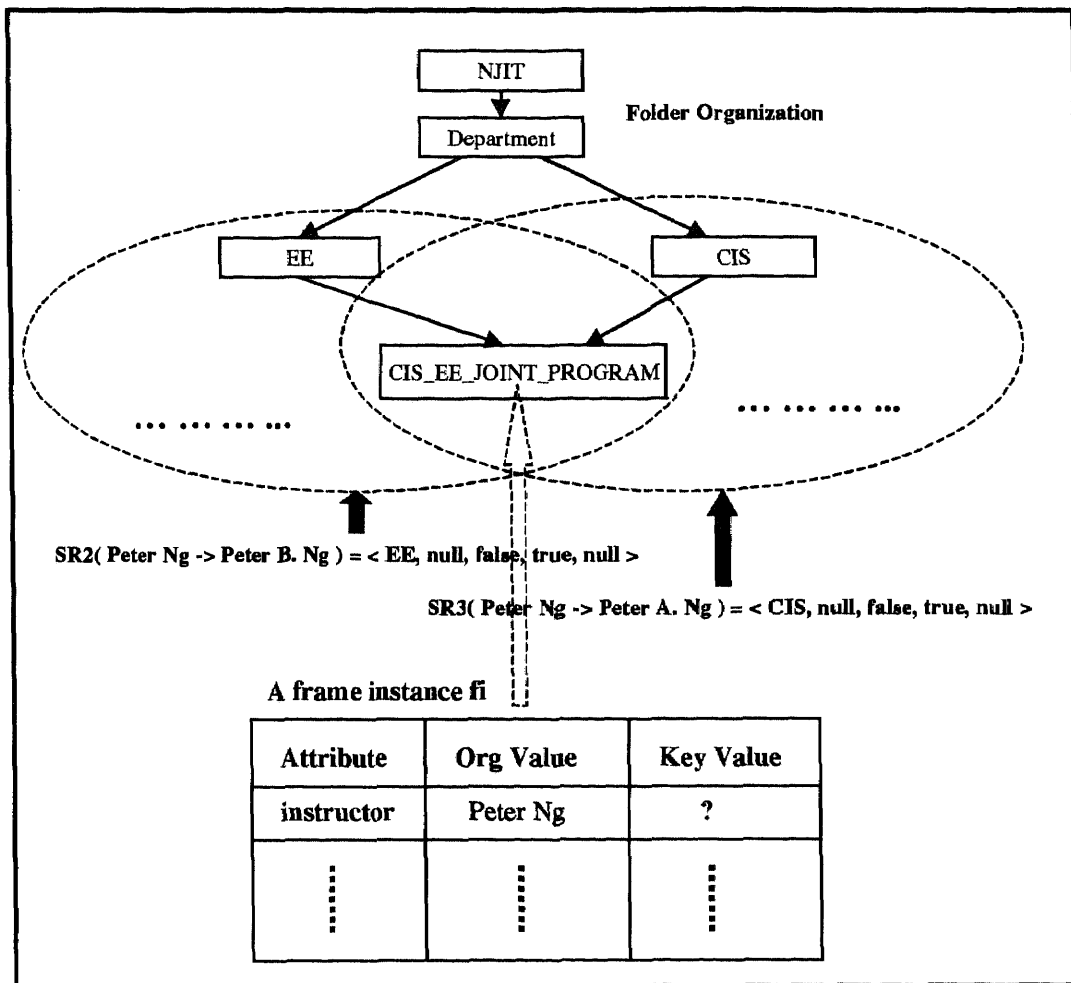 NJIT
Folder Organization
Department
EE
CIS
CIS_EE_JOINT_PROGRAM
... ... ... ...
... ... ... ...
SR2( Peter Ng -> Peter B. Ng ) = < EE, null, false, true, null >
SR3( Peter Ng -> Peter A. Ng ) = < CIS, null, false, true, null >
A frame instance fi
Attribute Org Value Key Value
instructor Peter Ng ?